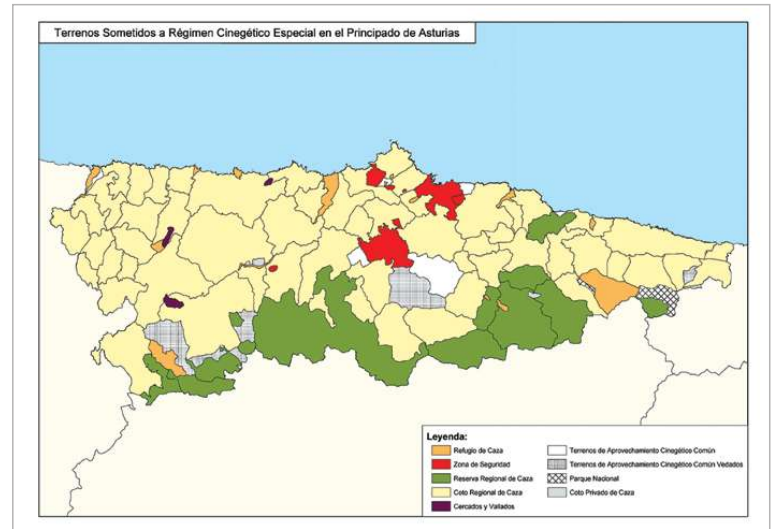 Terrenos Sometidos a Régimen Cinegético Especial en el Principado de Asturias
Leyenda:
Refugio de Caza
Zona de Seguridad
Reserva Regional de Caza
Coto Regional de Caza
Cercados y Vallados
Terrenos de Aprovechamiento Cinegético Común
Terrenos de Aprovechamiento Cinegético Común Vedados
Parque Nacional
Coto Privado de Caza